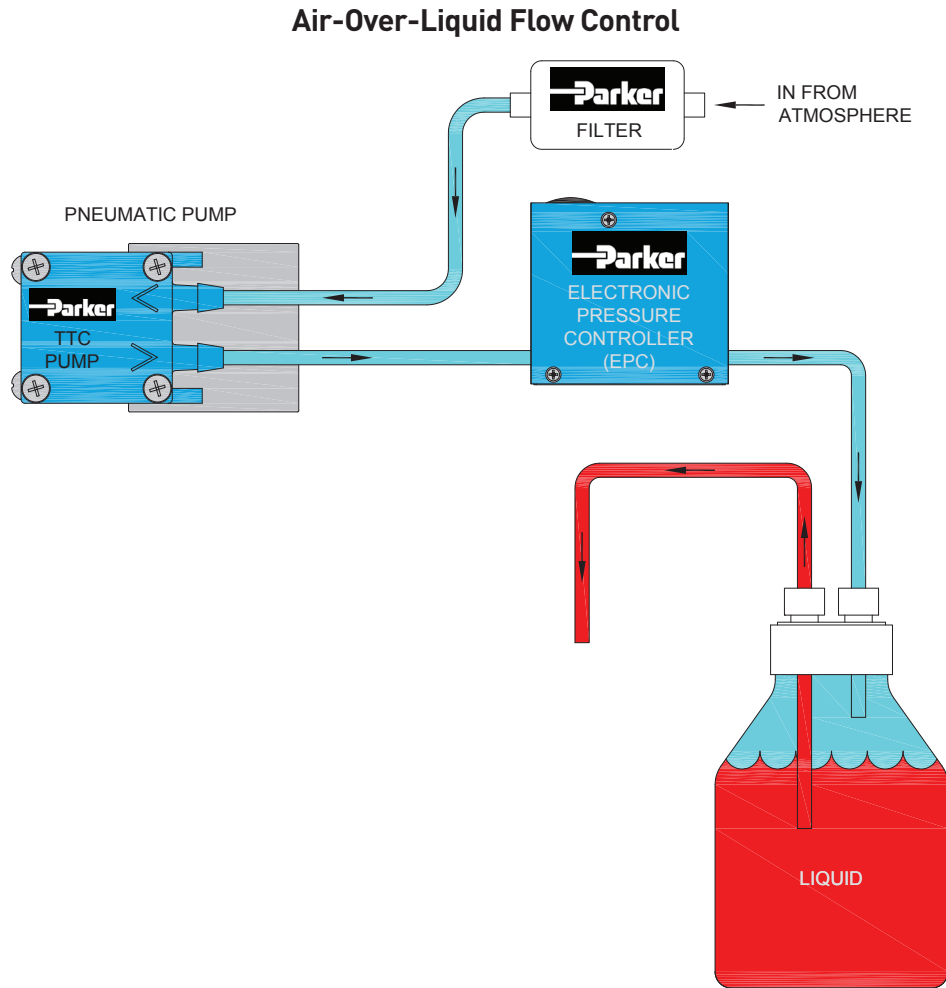 Air-Over-Liquid Flow Control
Parker
FILTER
IN FROM
ATMOSPHERE
PNEUMATIC PUMP
Parker
TTC
PUMP
Parker
ELECTRONIC
PRESSURE
CONTROLLER
(EPC)
LIQUID